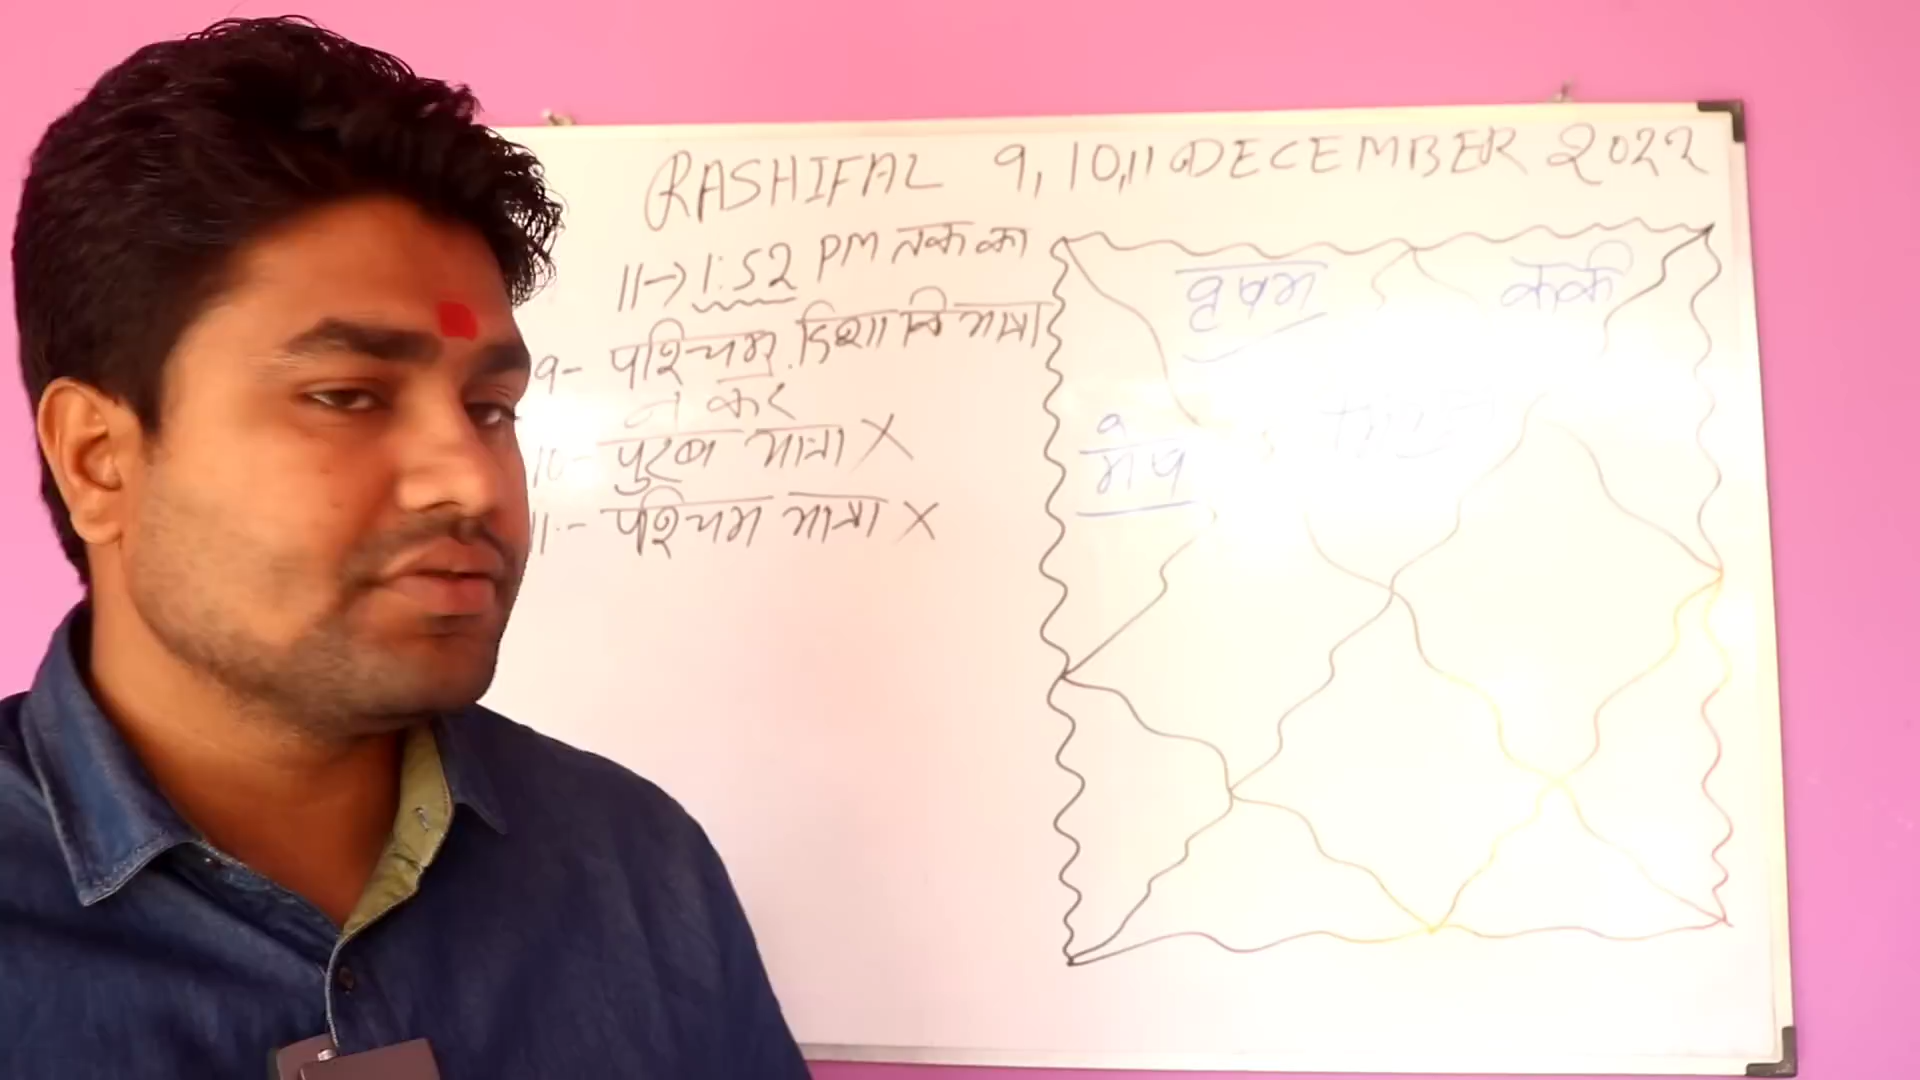 RASHIFAL 9,10,11 DECEMBER 2022
11→ 1:52 PM तक का
9- पश्चिम दिशा कि यात्रा
न करें
10- पुरब यात्रा X
11:- पश्चिम यात्रा X
वृषभ
कर्क
मेष